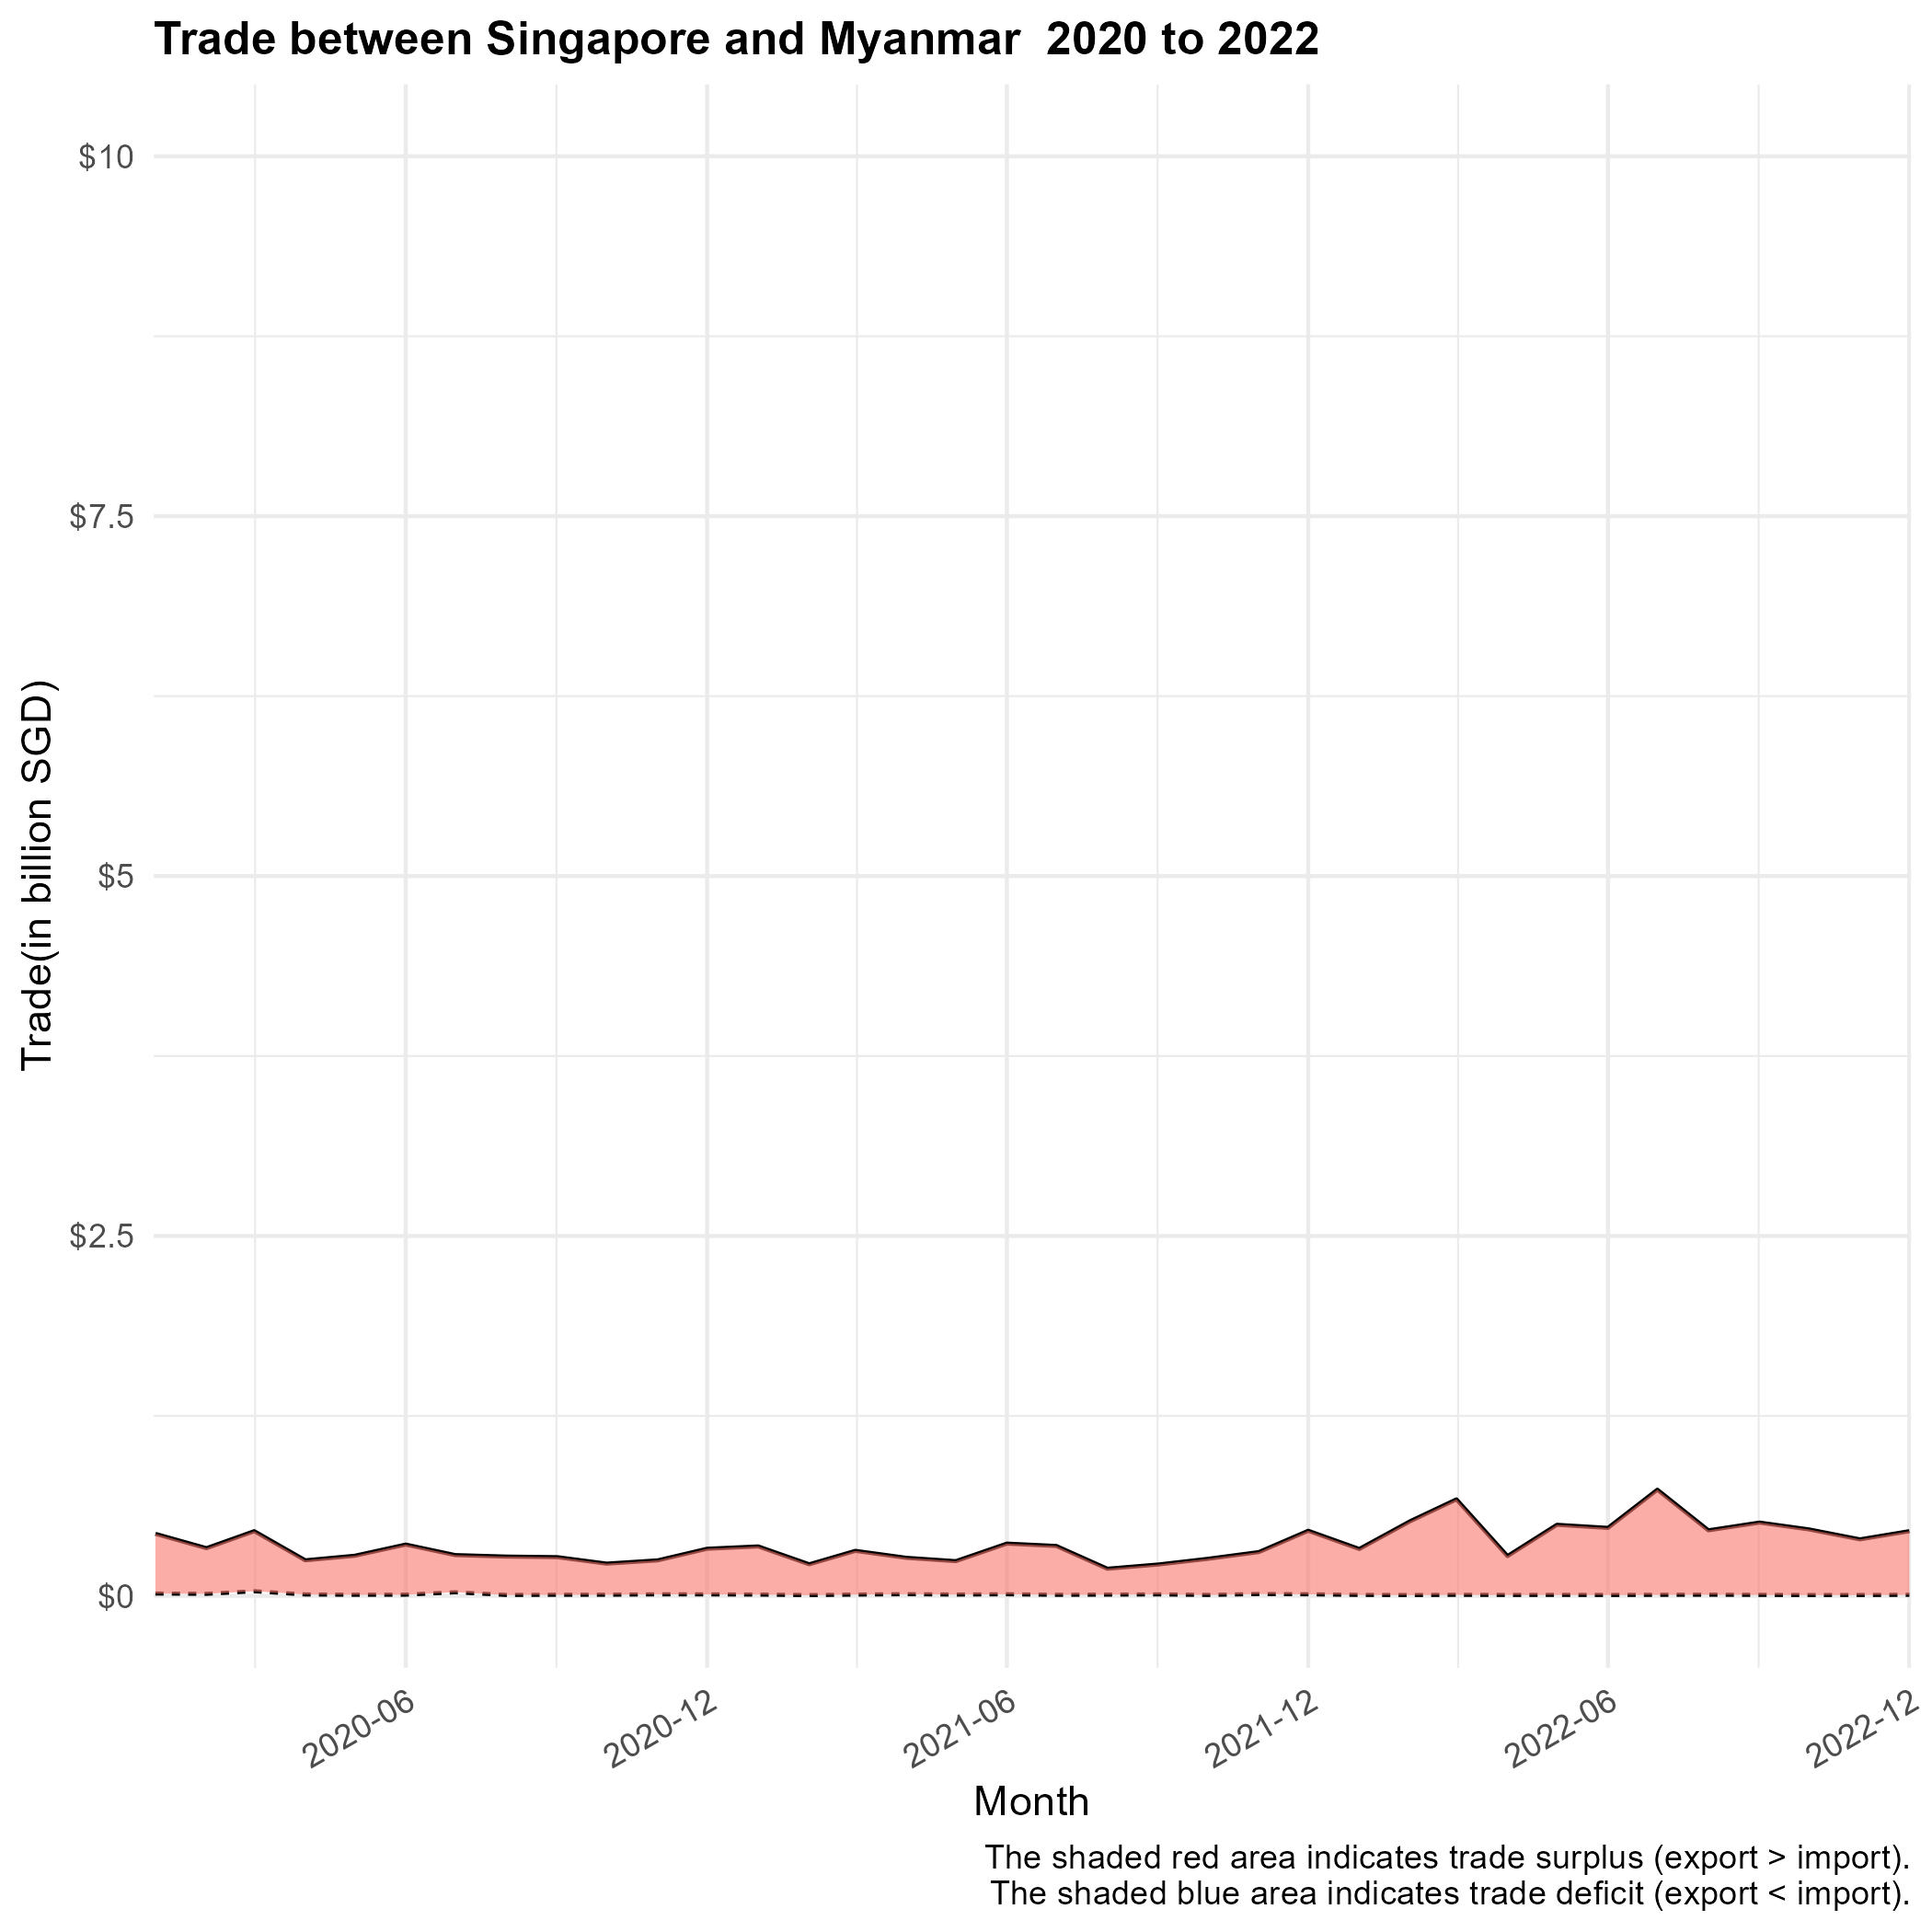 Trade between Singapore and Myanmar  2020 to 2022
Trade(in billion SGD)
$10
$7.5
$5
$2.5
$0
2020-06
2020-12
2021-06
2021-12
2022-06
2022-12
Month
The shaded red area indicates trade surplus (export > import).
The shaded blue area indicates trade deficit (export < import).